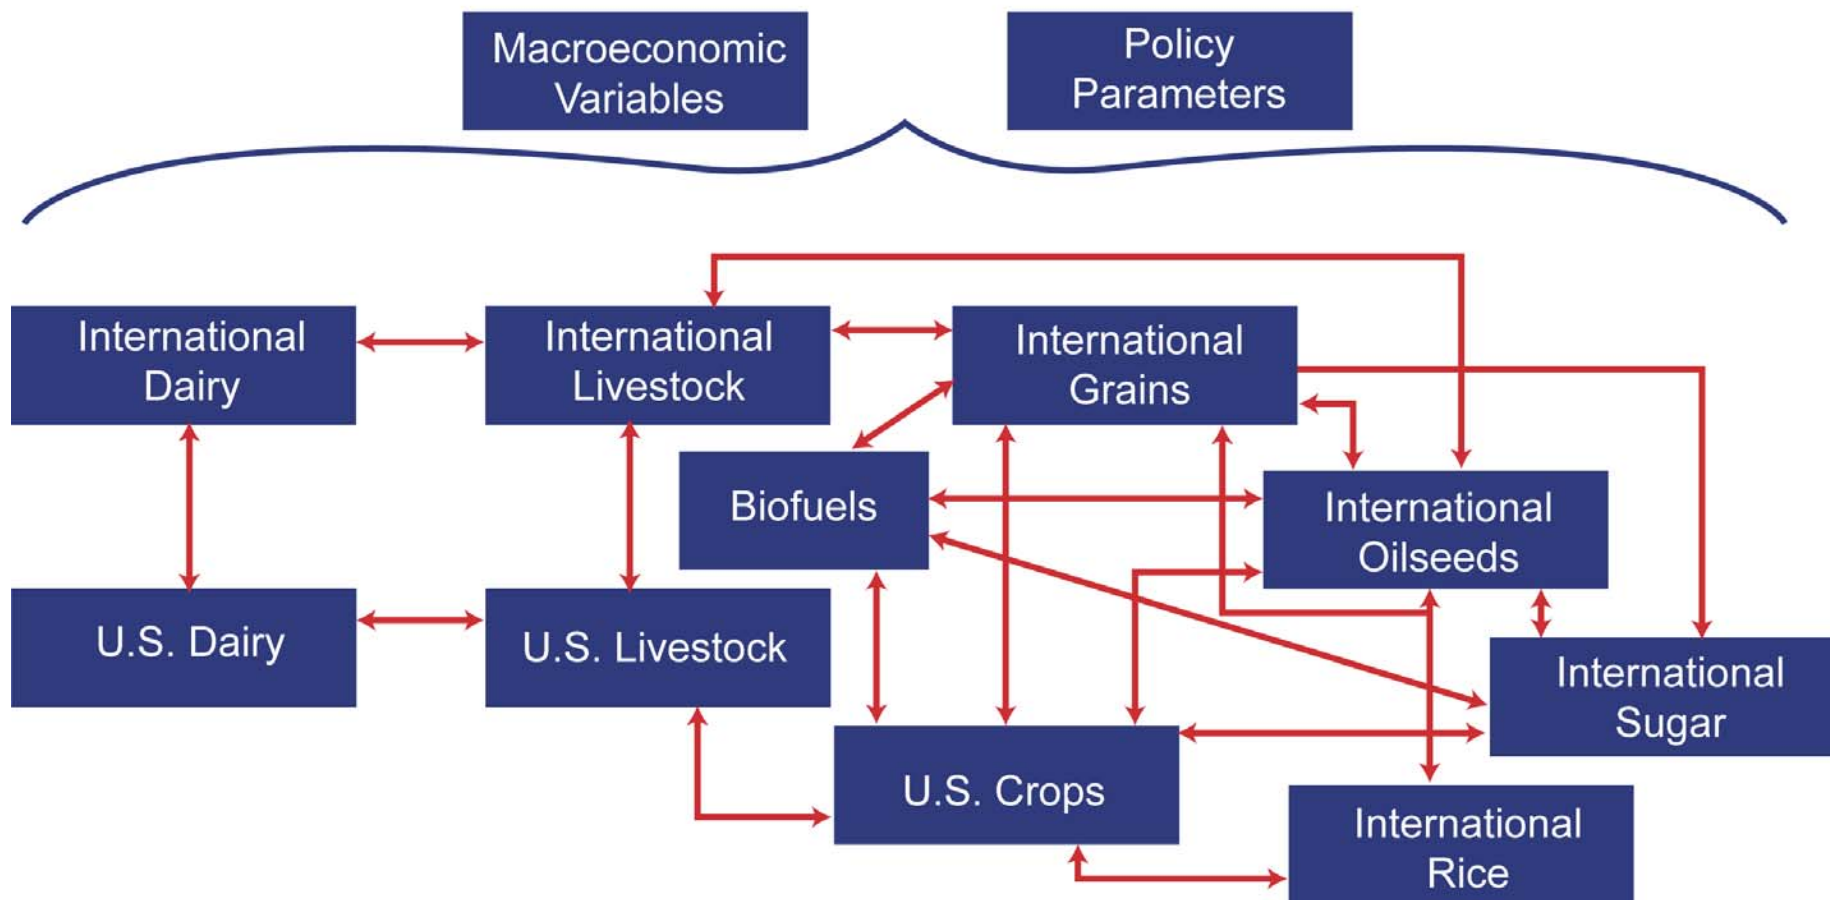 Macroeconomic
Variables
Policy
Parameters
International
Dairy
International
Livestock
International
Grains
Biofuels
International
Oilseeds
U.S. Dairy
U.S. Livestock
International
Sugar
U.S. Crops
International
Rice